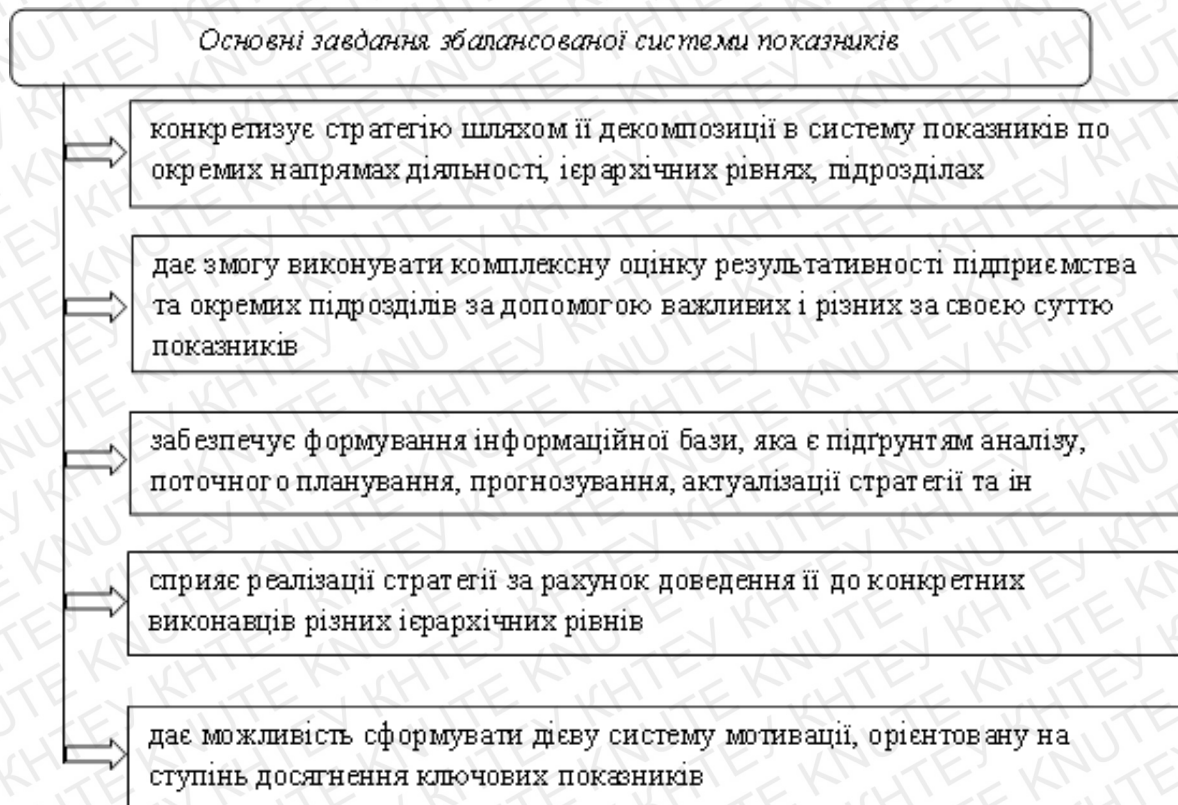 Основні завдання збалансованої системи показників
конкретизує стратегію шляхом її декомпозиції в систему показників по
окремих напрямах діяльності, ієрархічних рівнях, підрозділах
дає змогу виконувати комплексну оцінку результативності підприємства
та окремих підрозділів за допомогою важливих і різних за своєю суттю
показників
забезпечує формування інформаційної бази, яка є підґрунтям аналізу,
поточного планування, прогнозування, актуалізації стратегії та ін
сприяє реалізації стратегії за рахунок доведення її до конкретних
виконавців різних ієрархічних рівнів
дає можливість сформувати дієву систему мотивації, орієнтовану на
ступінь досягнення ключових показників